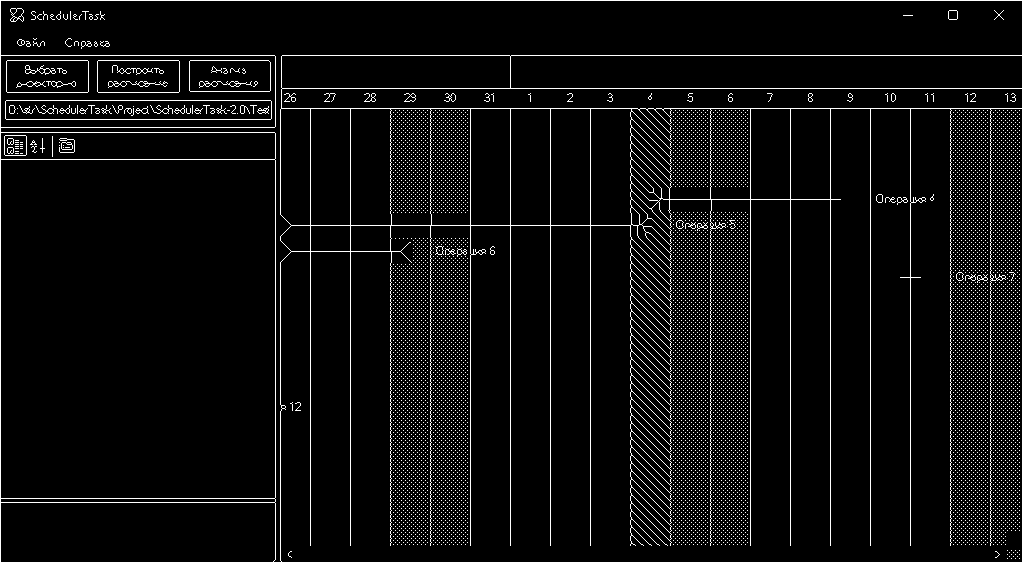 SchedulerTask
Файл Справка
Выбрать директорию
Построить расписание
Анализ расписания
D:\sv\SchedulerTask\Project\SchedulerTask-2.0\Test
26 27 28 29 30 31 1 2 3 4 5 6 7 8 9 10 11 12 13
Операция
Операция 5
Операция 6
Операция 7
я 12